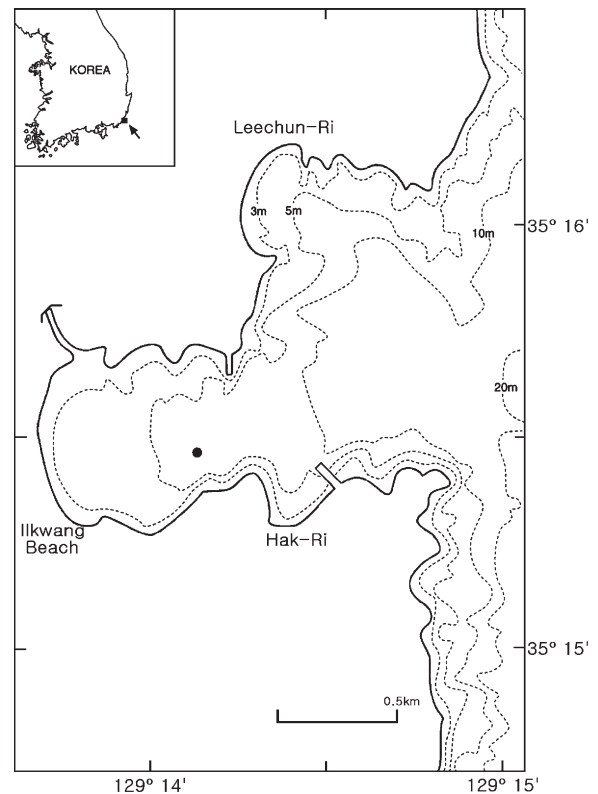 KOREA
Leechun-Ri
3m
5m
10m
35° 16'
20m
Ilkwang
Beach
Hak-Ri
35° 15'
0.5km
129° 14'
129° 15'